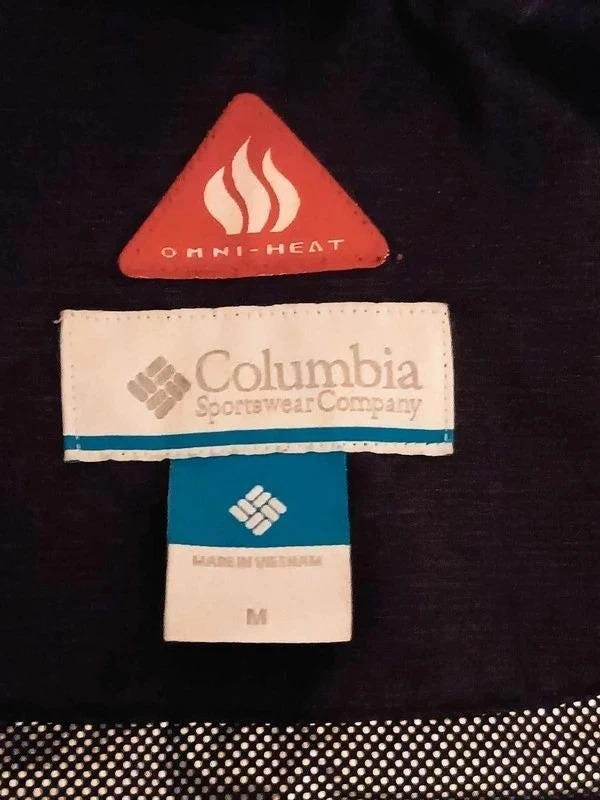 OMNI-HEAT
Columbia
Sportswear Company
MADE IN VIETNAM
M